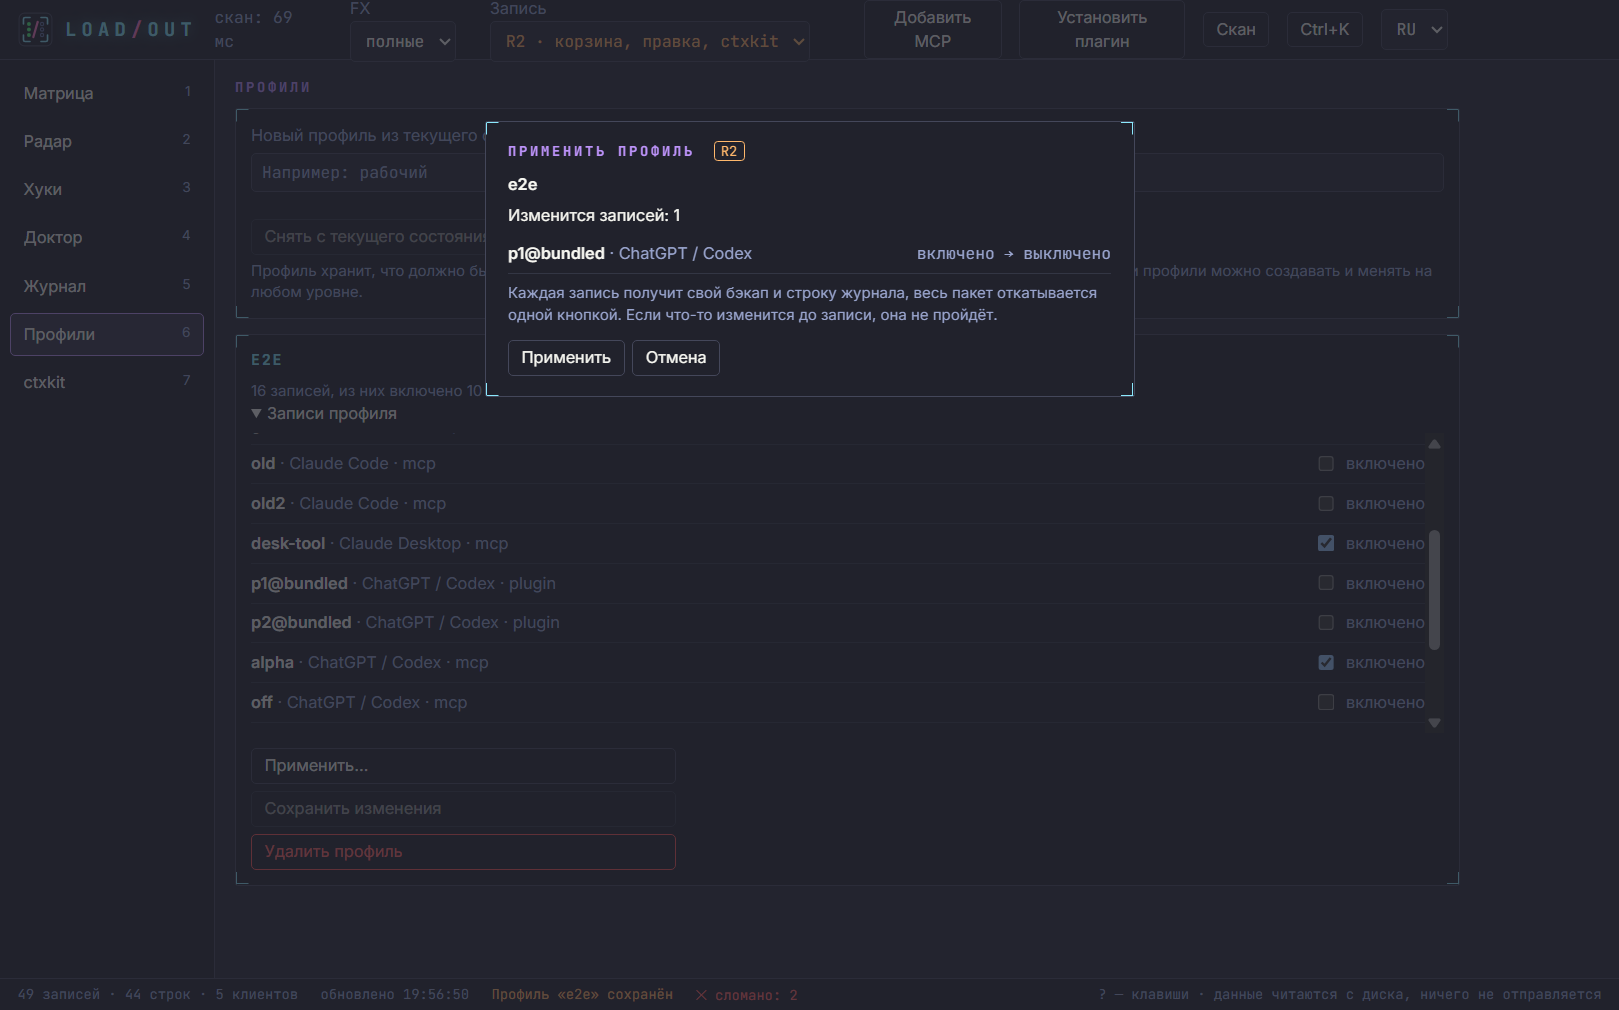 LOAD/OUT
скан: 69 мс
FX
полные
Запись
R2 · корзина, правка, ctxkit
Добавить MCP
Установить плагин
Скан
Ctrl+K
RU
Матрица 1
Радар 2
Хуки 3
Доктор 4
Журнал 5
Профили 6
ctxkit 7
ПРОФИЛИ
Новый профиль из текущего
Например: рабочий
Снять с текущего состояния
Профиль хранит, что должно
профили можно создавать и менять на
любом уровне.
ПРИМЕНИТЬ ПРОФИЛЬ R2
e2e
Изменится записей: 1
p1@bundled · ChatGPT / Codex включено → выключено
Каждая запись получит свой бэкап и строку журнала, весь пакет откатывается
одной кнопкой. Если что-то изменится до записи, она не пройдёт.
Применить Отмена
E2E
16 записей, из них включено 10
▼ Записи профиля
old · Claude Code · mcp включено
old2 · Claude Code · mcp включено
desk-tool · Claude Desktop · mcp включено
p1@bundled · ChatGPT / Codex · plugin включено
p2@bundled · ChatGPT / Codex · plugin включено
alpha · ChatGPT / Codex · mcp включено
off · ChatGPT / Codex · mcp включено
Применить...
Сохранить изменения
Удалить профиль
49 записей · 44 строк · 5 клиентов обновлено 19:56:50 Профиль «e2e» сохранён × сломано: 2
? — клавиши · данные читаются с диска, ничего не отправляется